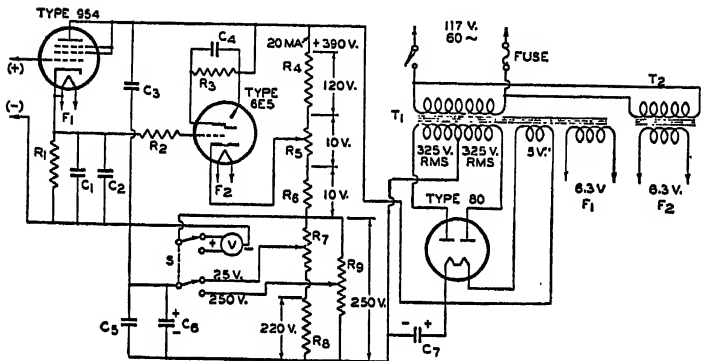 TYPE 954
(+)
(-)
F1
R1
C1
C2
C3
R2
C4
R3
TYPE
6E5
F2
20 MA
+390 V.
R4
120V.
R5
10 V.
R6
10 V.
R7
R9
S
+ V -
25 V.
250 V.
220 V.
250 V.
R8
C5
+ C6 -
- + C7
117 V.
60 ~
FUSE
T1
T2
325 V. RMS
325 V. RMS
5 V.
6.3 V.
F1
6.3 V.
F2
TYPE 80